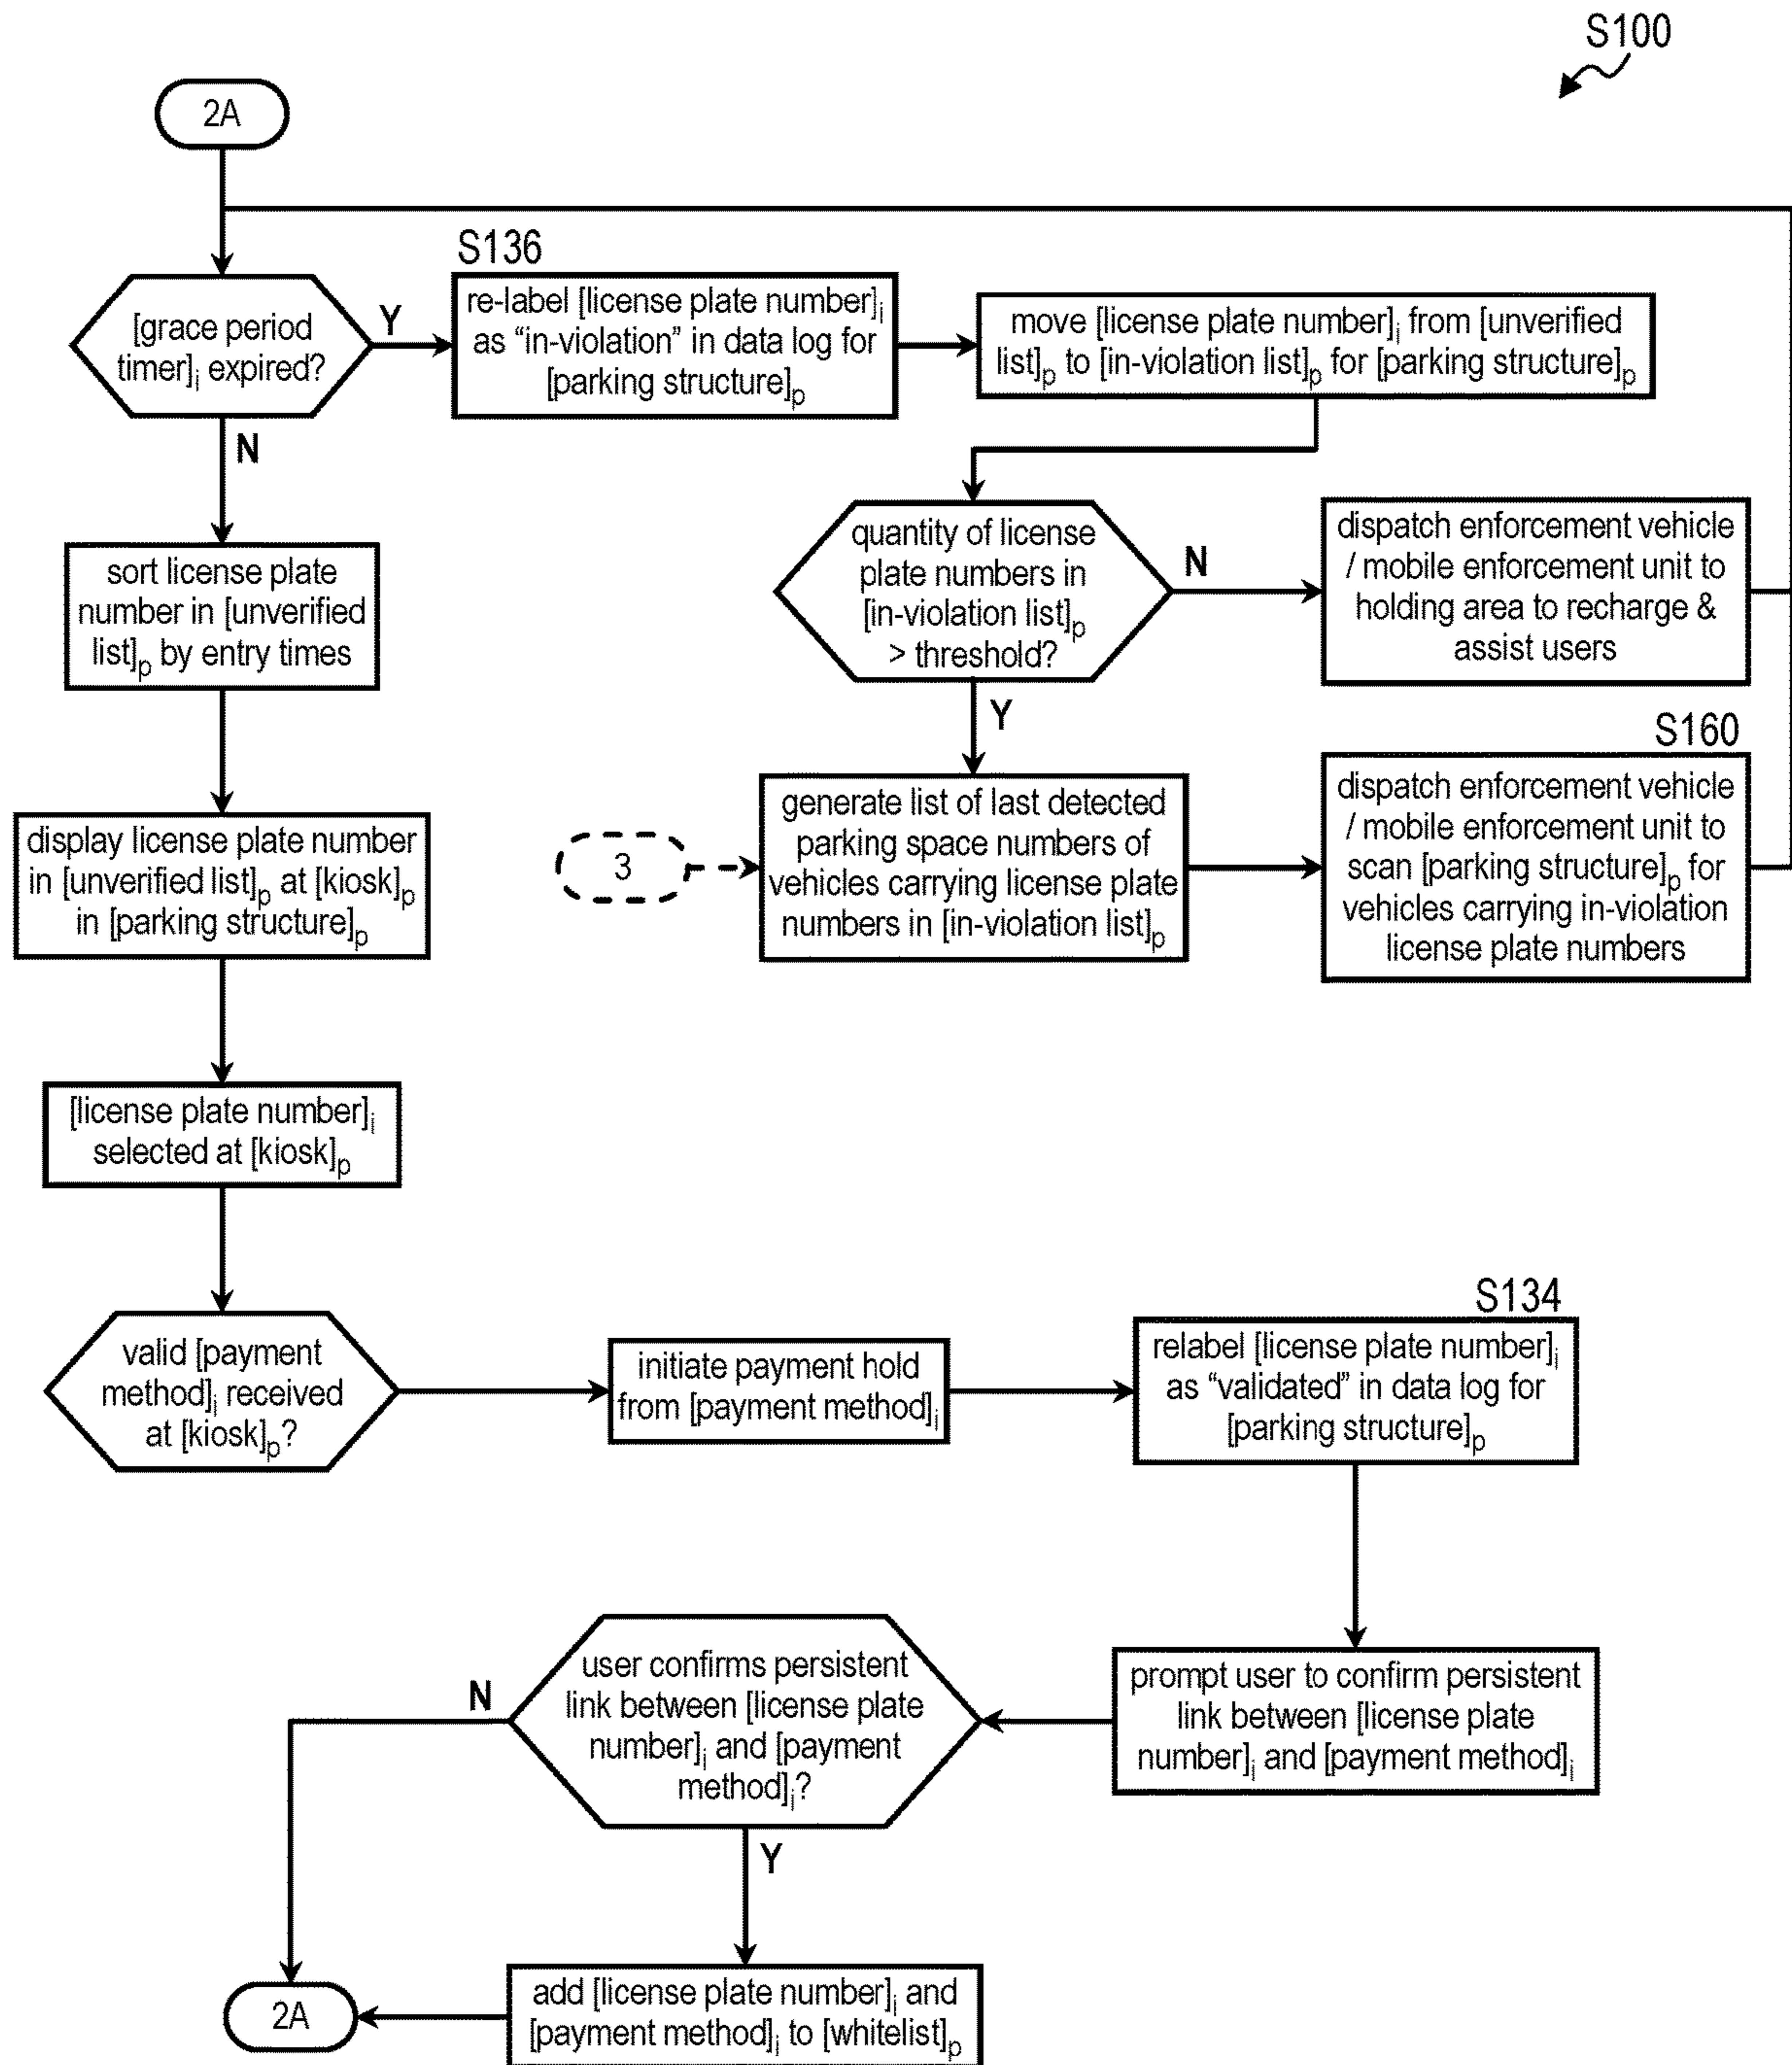 S100
2A
[grace period
timer]i expired?
Y
N
S136
re-label [license plate number]i
as “in-violation” in data log for
[parking structure]p
move [license plate number]i from [unverified
list]p to [in-violation list]p for [parking structure]p
quantity of license
plate numbers in
[in-violation list]p
> threshold?
N
Y
dispatch enforcement vehicle
/ mobile enforcement unit to
holding area to recharge &
assist users
sort license plate
number in [unverified
list]p by entry times
display license plate number
in [unverified list]p at [kiosk]p
in [parking structure]p
3
generate list of last detected
parking space numbers of
vehicles carrying license plate
numbers in [in-violation list]p
S160
dispatch enforcement vehicle
/ mobile enforcement unit to
scan [parking structure]p for
vehicles carrying in-violation
license plate numbers
[license plate number]i
selected at [kiosk]p
valid [payment
method]i received
at [kiosk]p?
initiate payment hold
from [payment method]i
S134
relabel [license plate number]i
as “validated” in data log for
[parking structure]p
prompt user to confirm persistent
link between [license plate
number]i and [payment method]i
user confirms persistent
link between [license plate
number]i and [payment
method]i?
N
Y
2A
add [license plate number]i and
[payment method]i to [whitelist]p